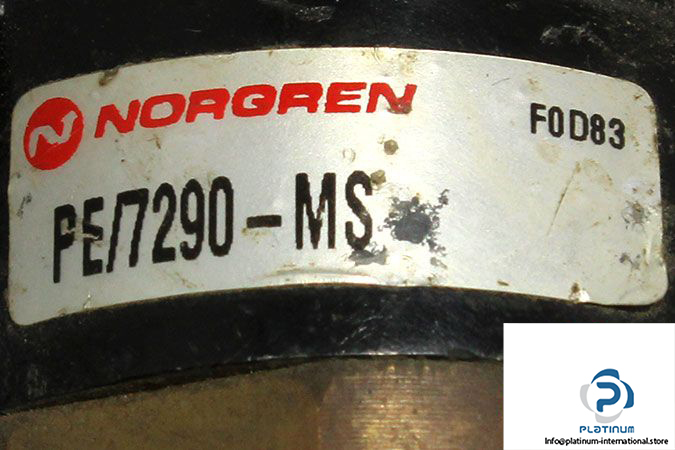 N NORGREN
F0D83
PE/7290-MS
P
PLATINUM
Info@platinum-international.store